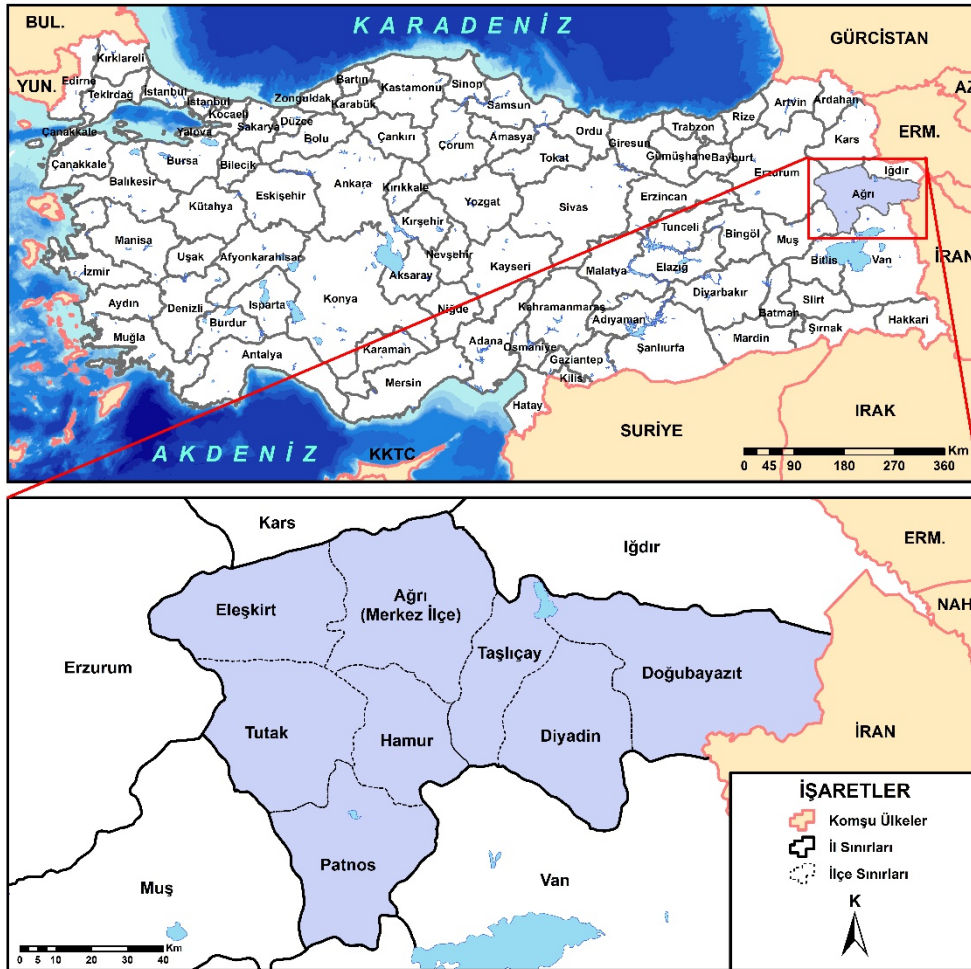 KARADENİZ
BUL.
GÜRCİSTAN
YUN.
AZ
ERM.
İRAN
Kırklareli
Edirne
Tekirdağ
İstanbul
İstanbul
Kocaeli
Yalova
Sakarya
Düzce
Zonguldak
Bartın
Karabük
Kastamonu
Sinop
Samsun
Bolu
Çankırı
Çorum
Amasya
Ordu
Tokat
Giresun
Trabzon
Gümüşhane
Bayburt
Rize
Artvin
Ardahan
Kars
Iğdır
Ağrı
Erzurum
Erzincan
Çanakkale
Çanakkale
Balıkesir
Bursa
Bilecik
Eskişehir
Kütahya
Ankara
Kırıkkale
Kırşehir
Yozgat
Sivas
Tunceli
Bingöl
Muş
Bitlis
Van
Elazığ
Malatya
Diyarbakır
Batman
Siirt
Şırnak
Hakkari
Mardin
Manisa
Uşak
Afyonkarahisar
İzmir
Aydın
Denizli
Isparta
Burdur
Muğla
Antalya
Konya
Aksaray
Nevşehir
Kayseri
Niğde
Karaman
Mersin
Adana
Osmaniye
Kahramanmaraş
Adıyaman
Gaziantep
Kilis
Şanlıurfa
Hatay
AKDENİZ
KKTC
SURİYE
IRAK
Km
0 45 90 180 270 360
Kars
Iğdır
ERM.
NAH
Erzurum
Eleşkirt
Ağrı
(Merkez İlçe)
Taşlıçay
Doğubayazıt
Tutak
Hamur
Diyadin
İRAN
Patnos
Muş
Van
0 5 10 20 30 40
Km
İŞARETLER
Komşu Ülkeler
İl Sınırları
İlçe Sınırları
K